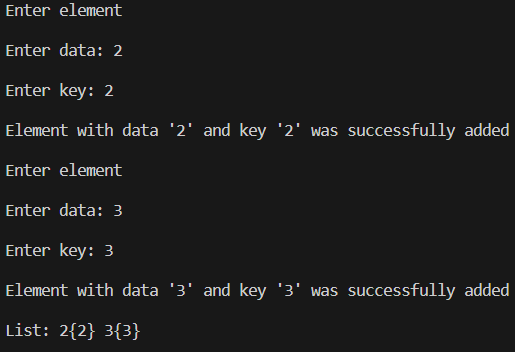 Enter element
Enter data: 2
Enter key: 2
Element with data '2' and key '2' was successfully added
Enter element
Enter data: 3
Enter key: 3
Element with data '3' and key '3' was successfully added
List: 2{2} 3{3}